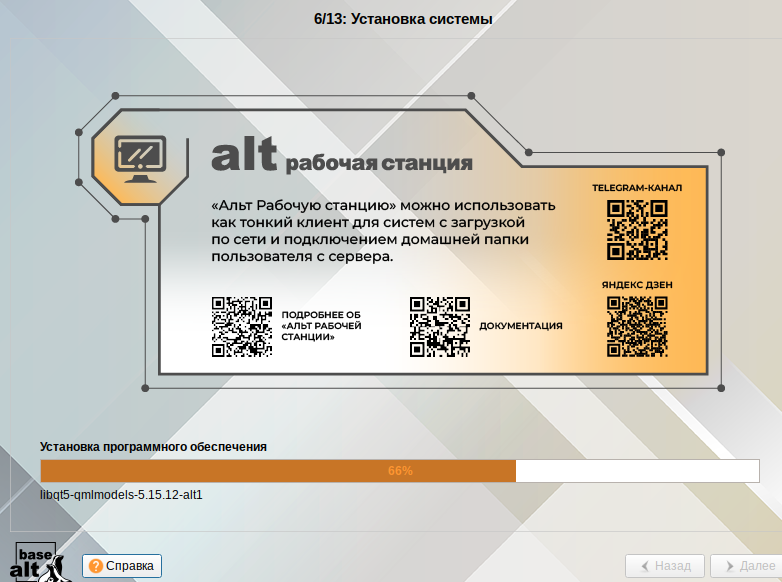 6/13: Установка системы
alt рабочая станция
TELEGRAM-КАНАЛ
«Альт Рабочую станцию» можно использовать
как тонкий клиент для систем с загрузкой
по сети и подключением домашней папки
пользователя с сервера.
ЯНДЕКС ДЗЕН
ПОДРОБНЕЕ ОБ
«АЛЬТ РАБОЧЕЙ
СТАНЦИИ»
ДОКУМЕНТАЦИЯ
Установка программного обеспечения
66%
libqt5-qmlmodels-5.15.12-alt1
base
alt
Справка
Назад
Далее